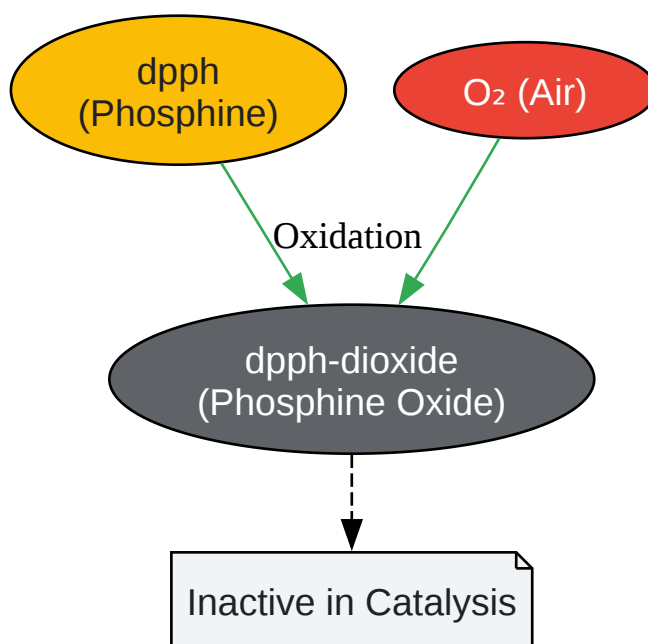 dpph
(Phosphine)
O₂ (Air)
Oxidation
dpph-dioxide
(Phosphine Oxide)
Inactive in Catalysis